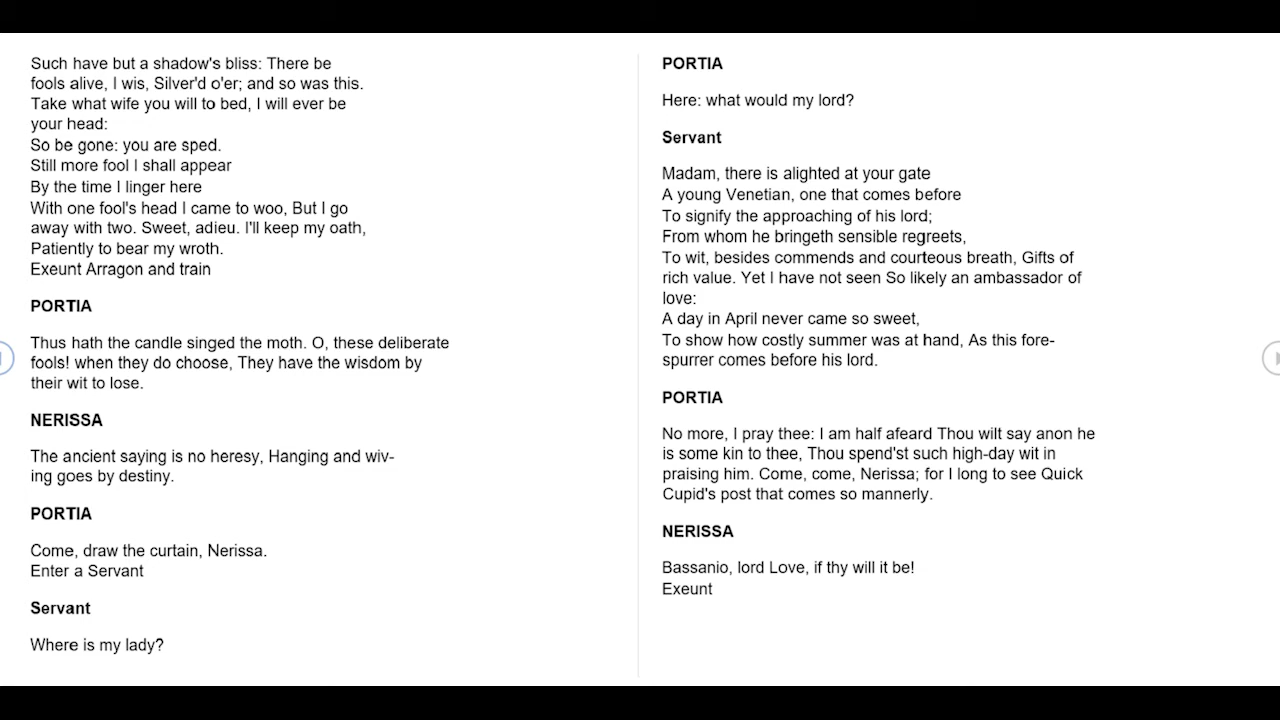 Such have but a shadow's bliss: There be
fools alive, I wis, Silver'd o'er; and so was this.
Take what wife you will to bed, I will ever be
your head:
So be gone: you are sped.
Still more fool I shall appear
By the time I linger here
With one fool's head I came to woo, But I go
away with two. Sweet, adieu. I'll keep my oath,
Patiently to bear my wroth.
Exeunt Arragon and train
PORTIA
Thus hath the candle singed the moth. O, these deliberate
fools! when they do choose, They have the wisdom by
their wit to lose.
NERISSA
The ancient saying is no heresy, Hanging and wiv-
ing goes by destiny.
PORTIA
Come, draw the curtain, Nerissa.
Enter a Servant
Servant
Where is my lady?
PORTIA
Here: what would my lord?
Servant
Madam, there is alighted at your gate
A young Venetian, one that comes before
To signify the approaching of his lord;
From whom he bringeth sensible regreets,
To wit, besides commends and courteous breath, Gifts of
rich value. Yet I have not seen So likely an ambassador of
love:
A day in April never came so sweet,
To show how costly summer was at hand, As this fore-
spurrer comes before his lord.
PORTIA
No more, I pray thee: I am half afeard Thou wilt say anon he
is some kin to thee, Thou spend'st such high-day wit in
praising him. Come, come, Nerissa; for I long to see Quick
Cupid's post that comes so mannerly.
NERISSA
Bassanio, lord Love, if thy will it be!
Exeunt